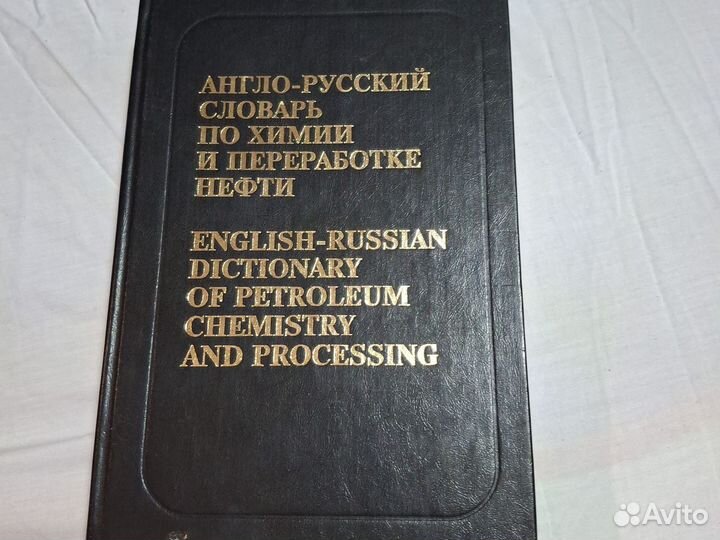 АНГЛО-РУССКИЙ
СЛОВАРЬ
ПО ХИМИИ
И ПЕРЕРАБОТКЕ
НЕФТИ
ENGLISH-RUSSIAN
DICTIONARY
OF PETROLEUM
CHEMISTRY
AND PROCESSING
Avito